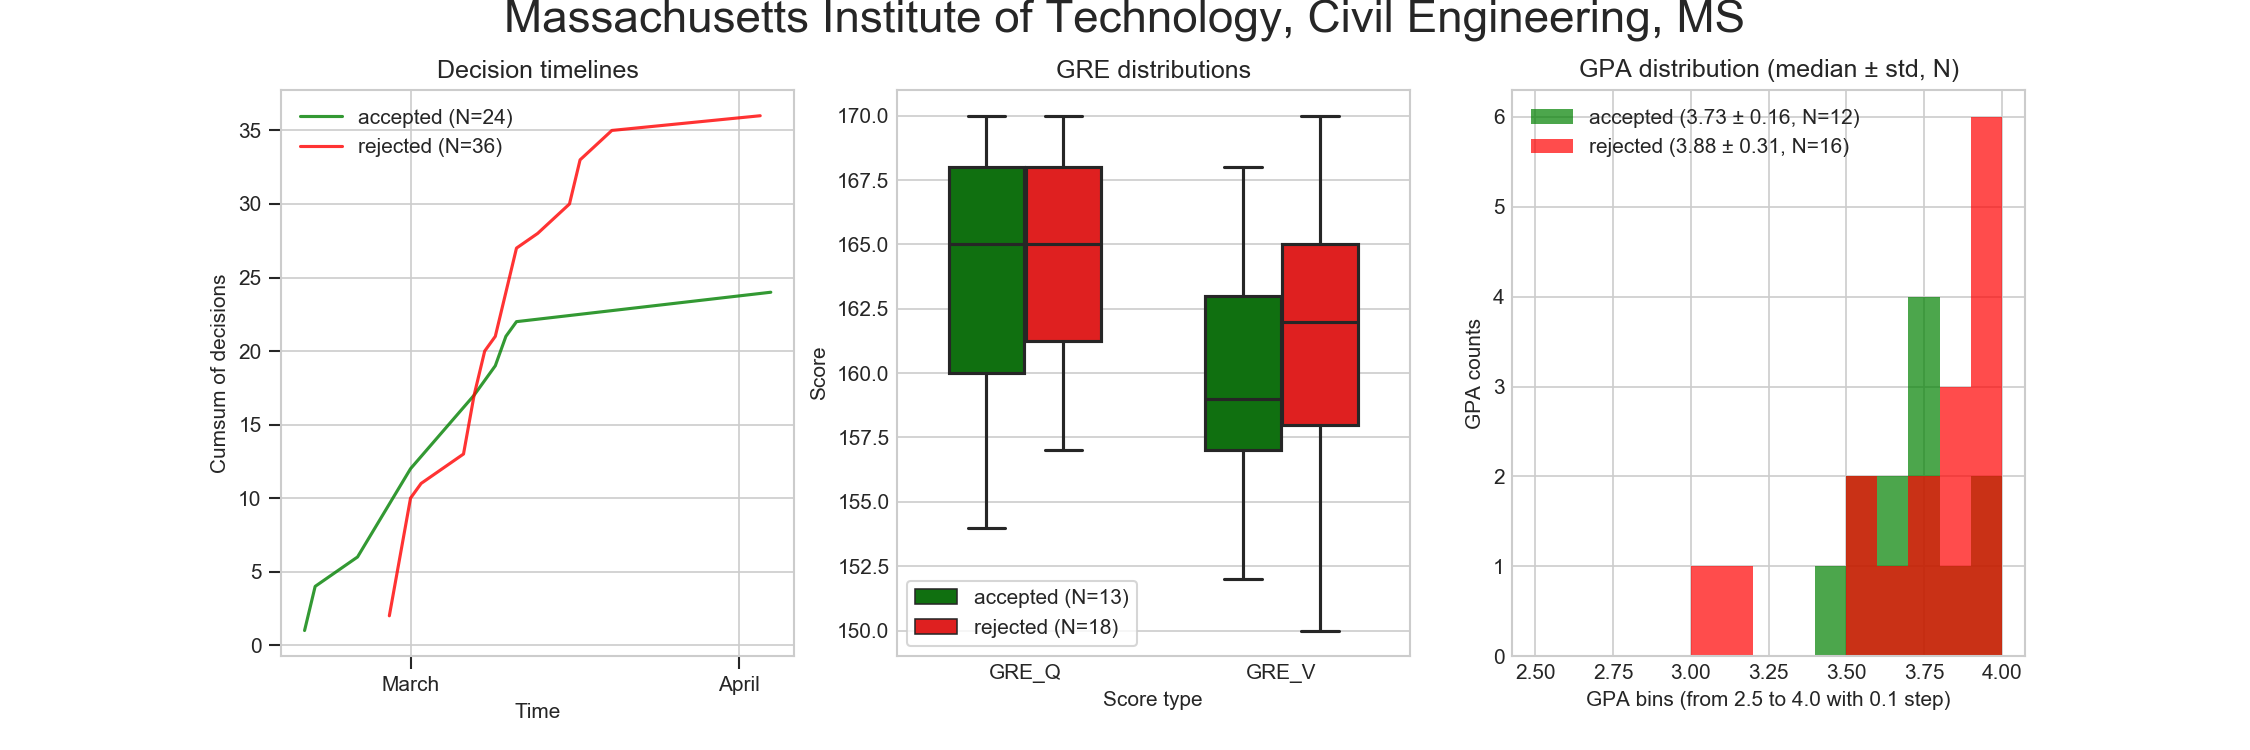 Massachusetts Institute of Technology, Civil Engineering, MS
Decision timelines
accepted (N=24)
rejected (N=36)
35
30
25
20
15
10
5
0
Cumsum of decisions
March
April
Time
GRE distributions
170.0
167.5
165.0
162.5
160.0
157.5
155.0
152.5
150.0
Score
accepted (N=13)
rejected (N=18)
GRE_Q
GRE_V
Score type
GPA distribution (median ± std, N)
accepted (3.73 ± 0.16, N=12)
rejected (3.88 ± 0.31, N=16)
6
5
4
3
2
1
0
GPA counts
2.50 2.75 3.00 3.25 3.50 3.75 4.00
GPA bins (from 2.5 to 4.0 with 0.1 step)